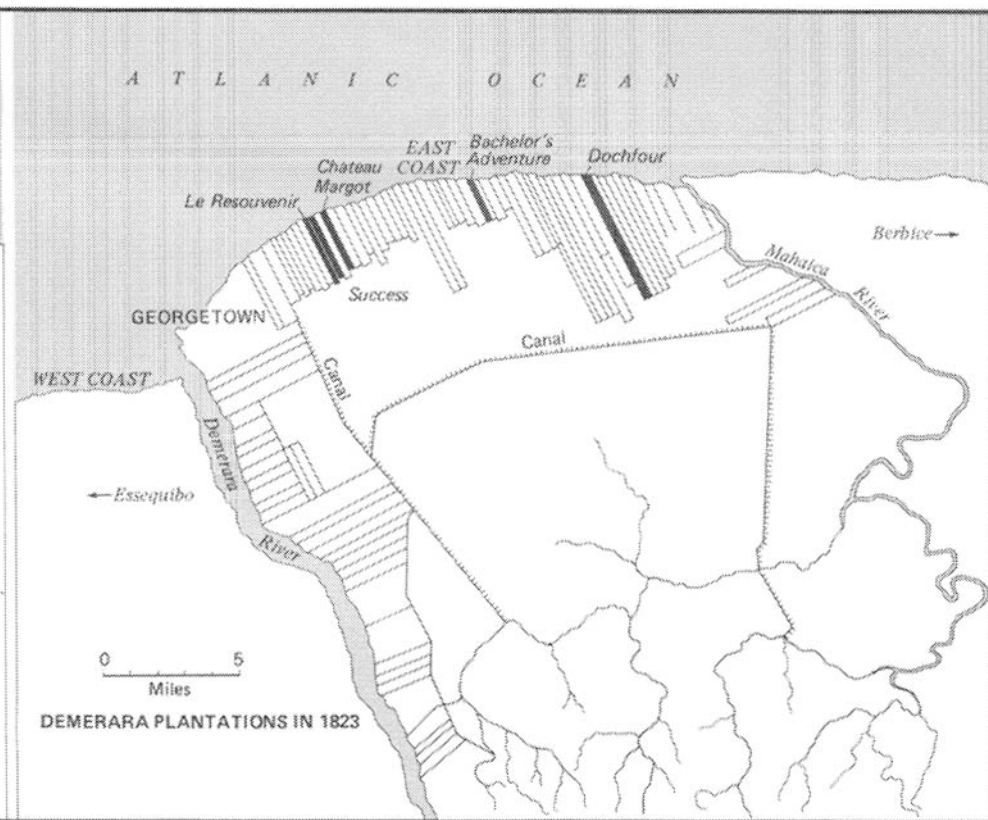 ATLANIC OCEAN
EAST
COAST
Bachelor's
Adventure
Dochfour
Chateau
Margot
Le Resouvenir
Success
Berbice
Mahaica
River
GEORGETOWN
Canal
Canal
WEST COAST
Demerara
River
Essequibo
0 5
Miles
DEMERARA PLANTATIONS IN 1823